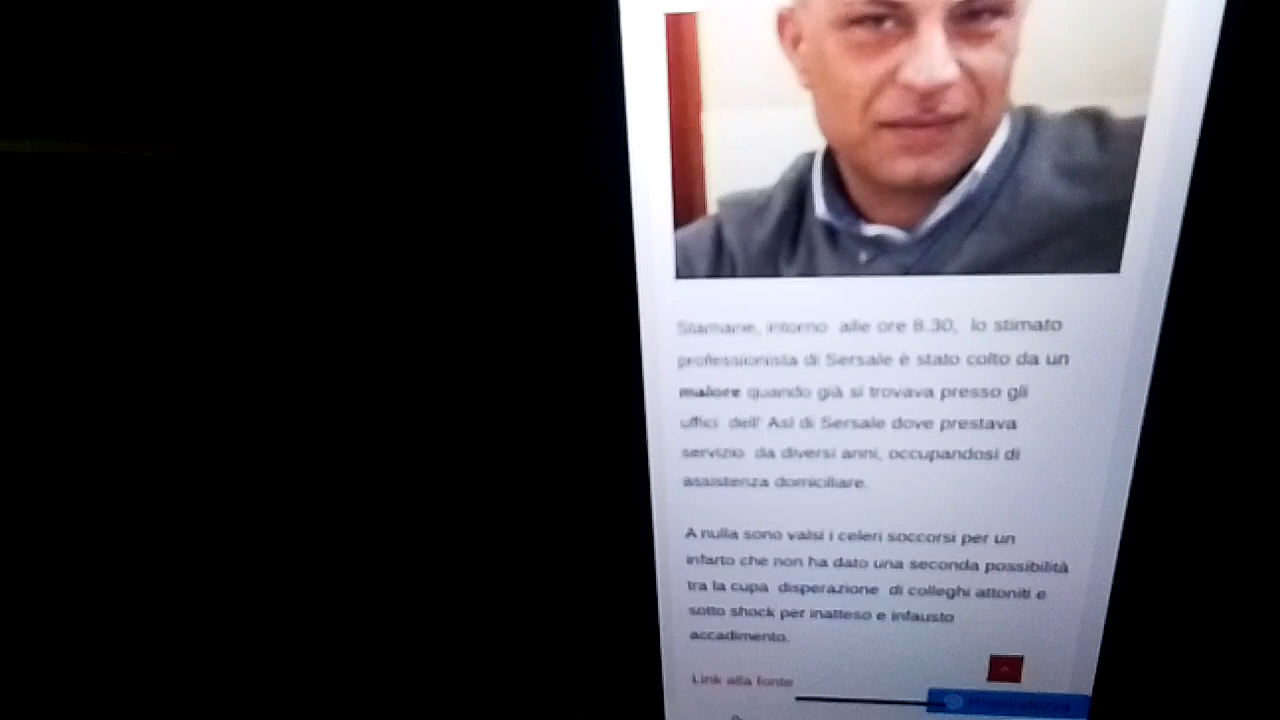 Stamane, intorno alle ore 8.30, lo stimato
professionista di Sersale è stato colto da un
malore quando già si trovava presso gli
uffici dell' Asl di Sersale dove prestava
servizio da diversi anni, occupandosi di
assistenza domiciliare.
A nulla sono valsi i celeri soccorsi per un
infarto che non ha dato una seconda possibilità
tra la cupa disperazione di colleghi attoniti e
sotto shock per inatteso e infausto
accadimento.
Link alla fonte